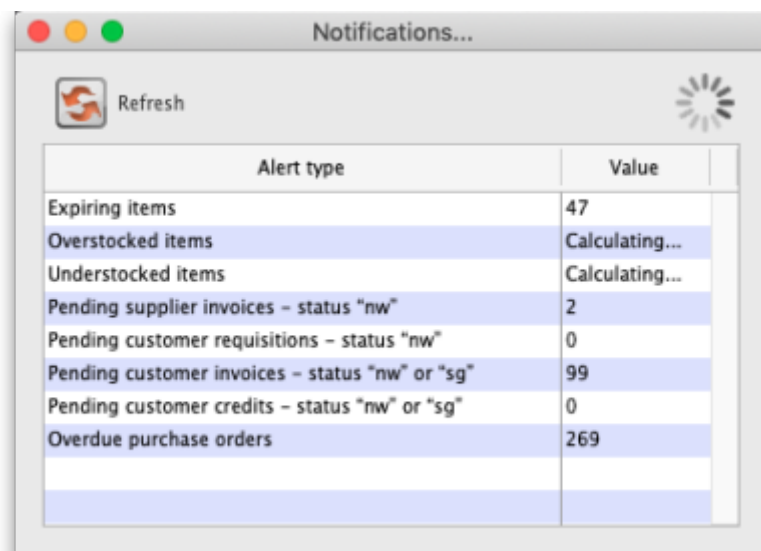 Notifications...
Refresh
Alert type Value
Expiring items 47
Overstocked items Calculating...
Understocked items Calculating...
Pending supplier invoices – status “nw” 2
Pending customer requisitions – status “nw” 0
Pending customer invoices – status “nw” or “sg” 99
Pending customer credits – status “nw” or “sg” 0
Overdue purchase orders 269